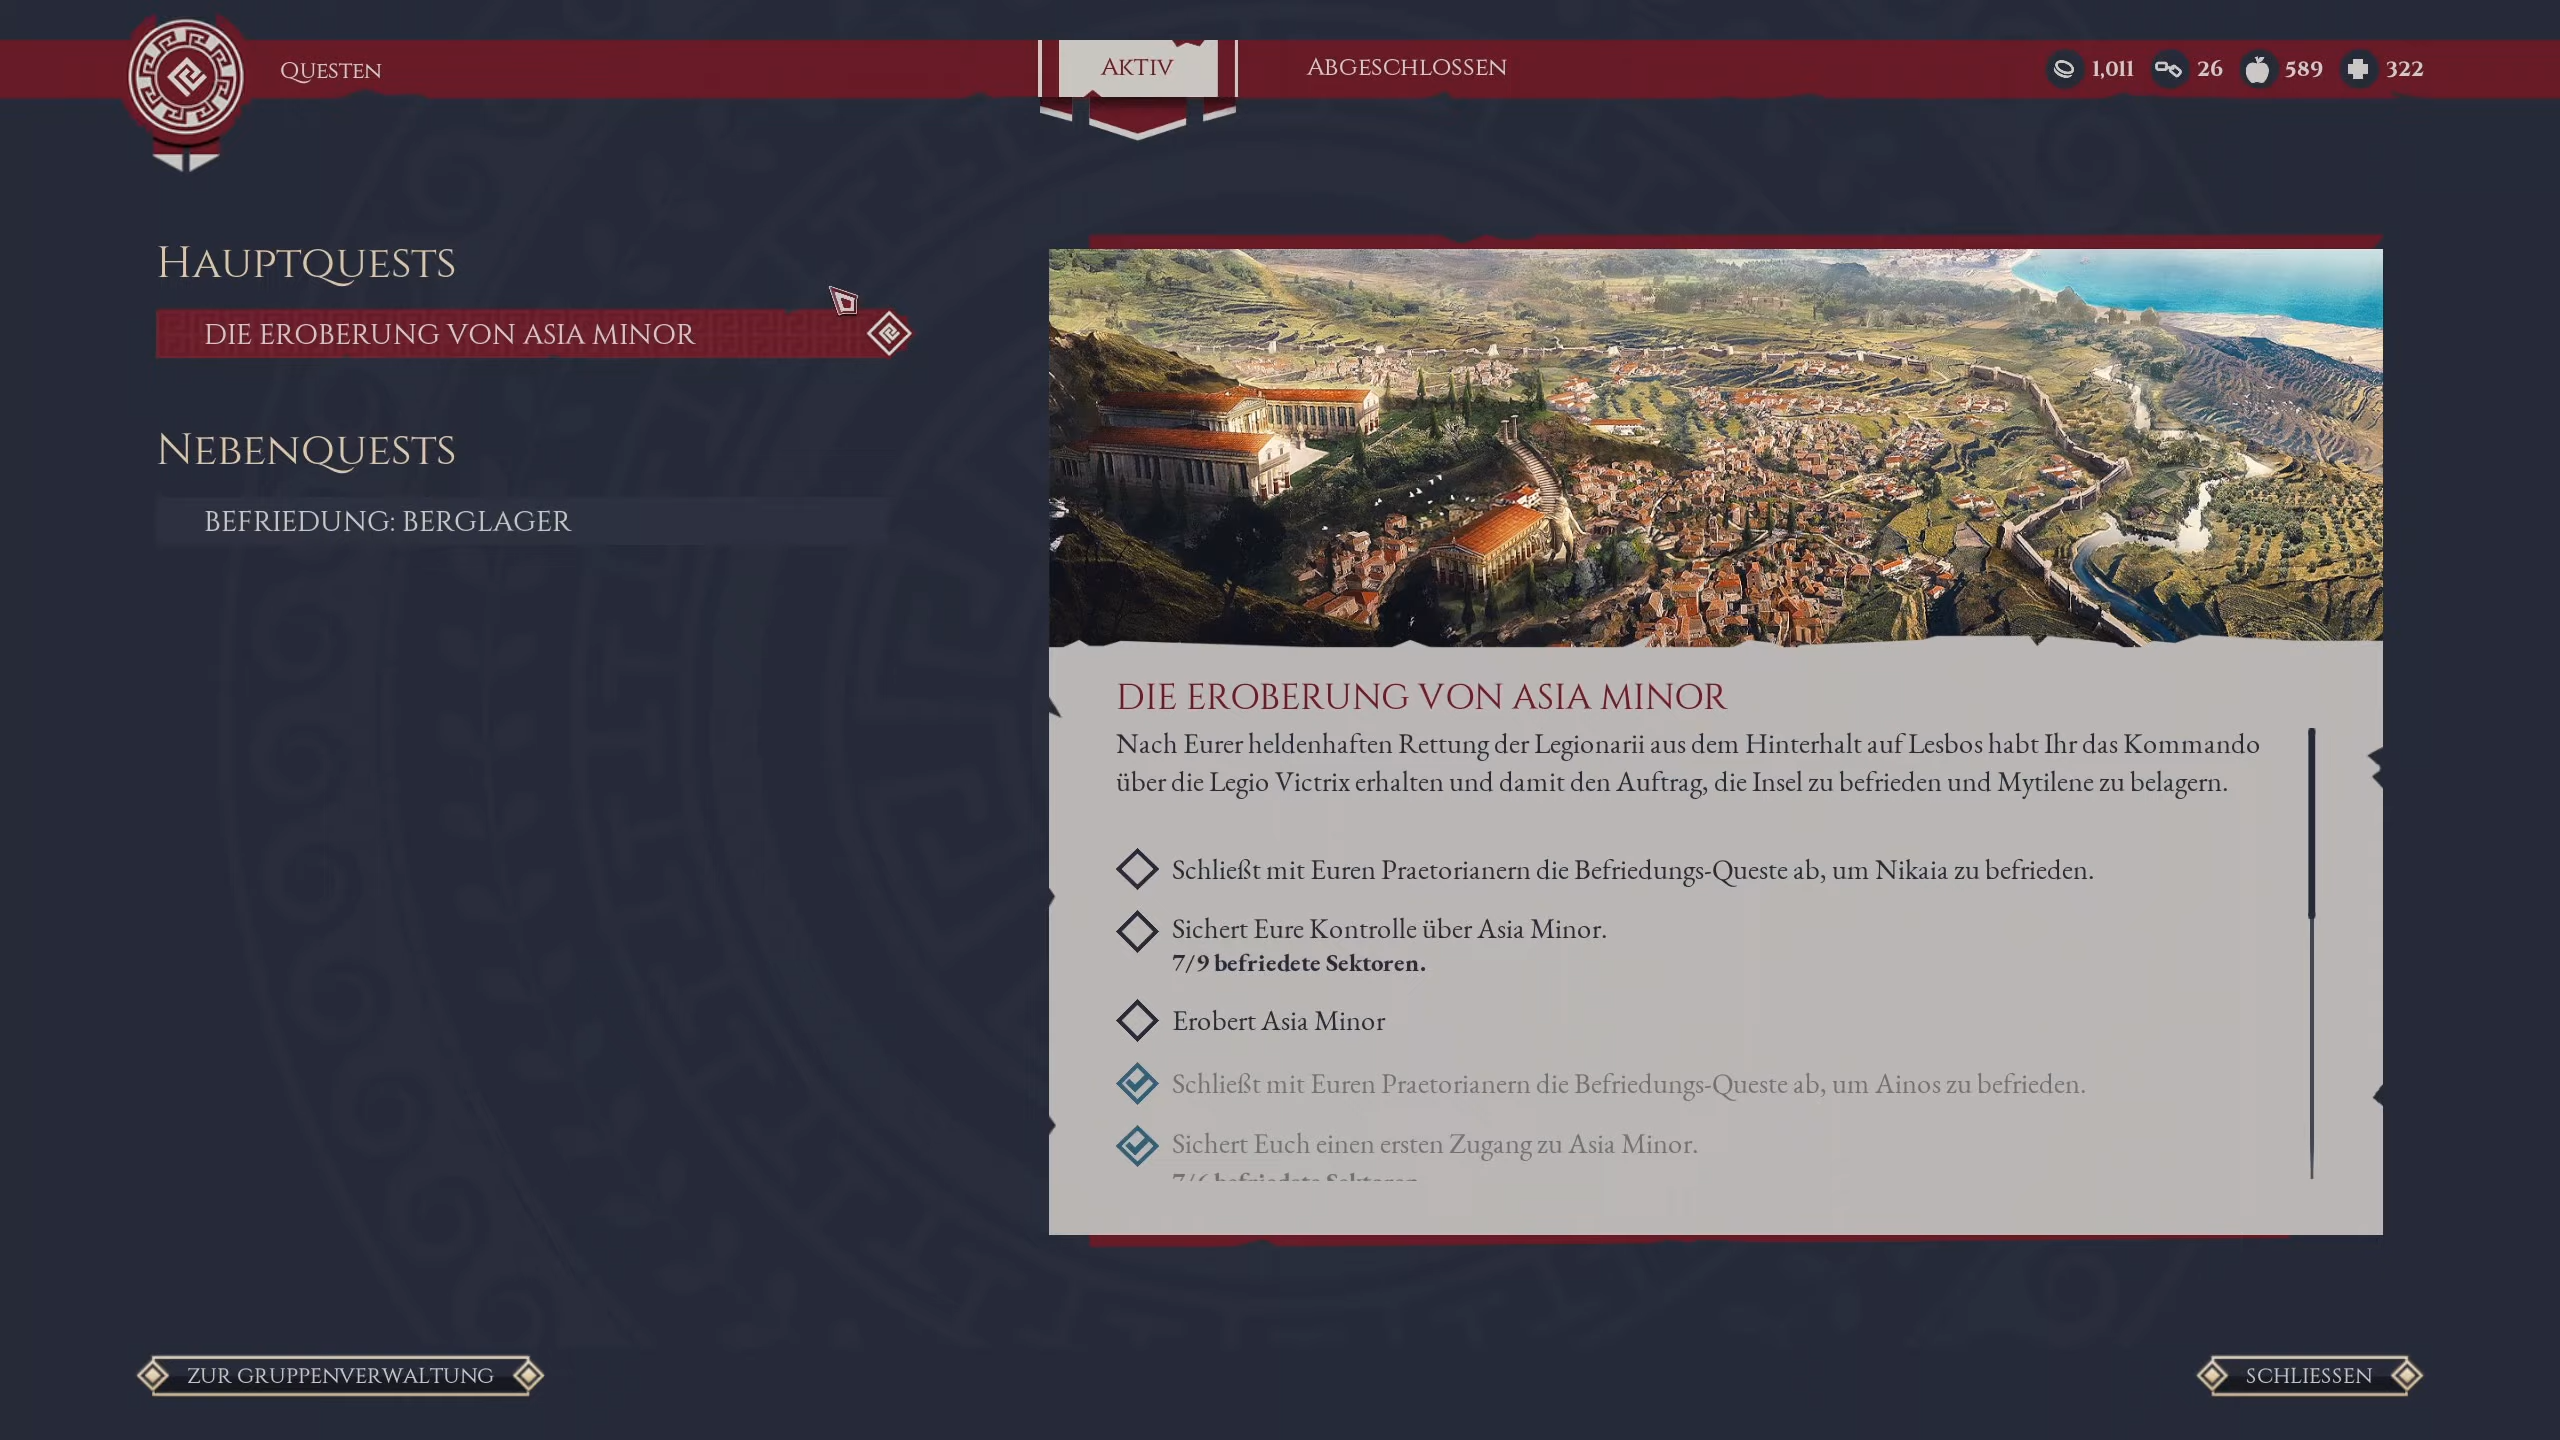 Questen
Aktiv
Abgeschlossen
1,011
26
589
322
Hauptquests
Die Eroberung von Asia Minor
Nebenquests
Befriedung: Berglager
Die Eroberung von Asia Minor
Nach Eurer heldenhaften Rettung der Legionarii aus dem Hinterhalt auf Lesbos habt Ihr das Kommando
über die Legio Victrix erhalten und damit den Auftrag, die Insel zu befrieden und Mytilene zu belagern.
Schließt mit Euren Praetorianern die Befriedungs-Queste ab, um Nikaia zu befrieden.
Sichert Eure Kontrolle über Asia Minor.
7/9 befriedete Sektoren.
Erobert Asia Minor
Schließt mit Euren Praetorianern die Befriedungs-Queste ab, um Ainos zu befrieden.
Sichert Euch einen ersten Zugang zu Asia Minor.
7/6 befriedete Sektoren
Zur Gruppenverwaltung
Schliessen